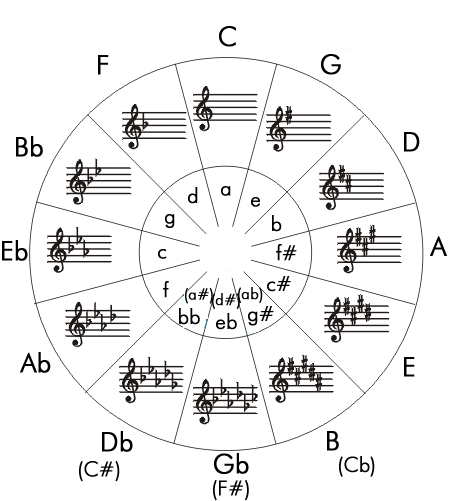 C
F G
Bb D
d a e
g b
Eb c f# A
f c#
(a#) (d#) (ab)
bb eb g#
Ab E
Db Gb B
(C#) (F#) (Cb)